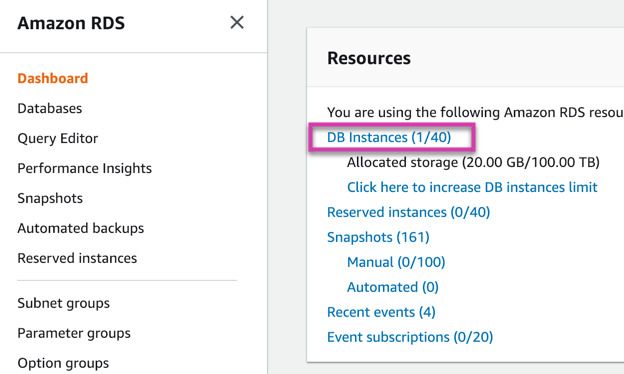 Amazon RDS
Dashboard
Databases
Query Editor
Performance Insights
Snapshots
Automated backups
Reserved instances
Subnet groups
Parameter groups
Option groups
Resources
You are using the following Amazon RDS resou
DB Instances (1/40)
Allocated storage (20.00 GB/100.00 TB)
Click here to increase DB instances limit
Reserved instances (0/40)
Snapshots (161)
Manual (0/100)
Automated (0)
Recent events (4)
Event subscriptions (0/20)